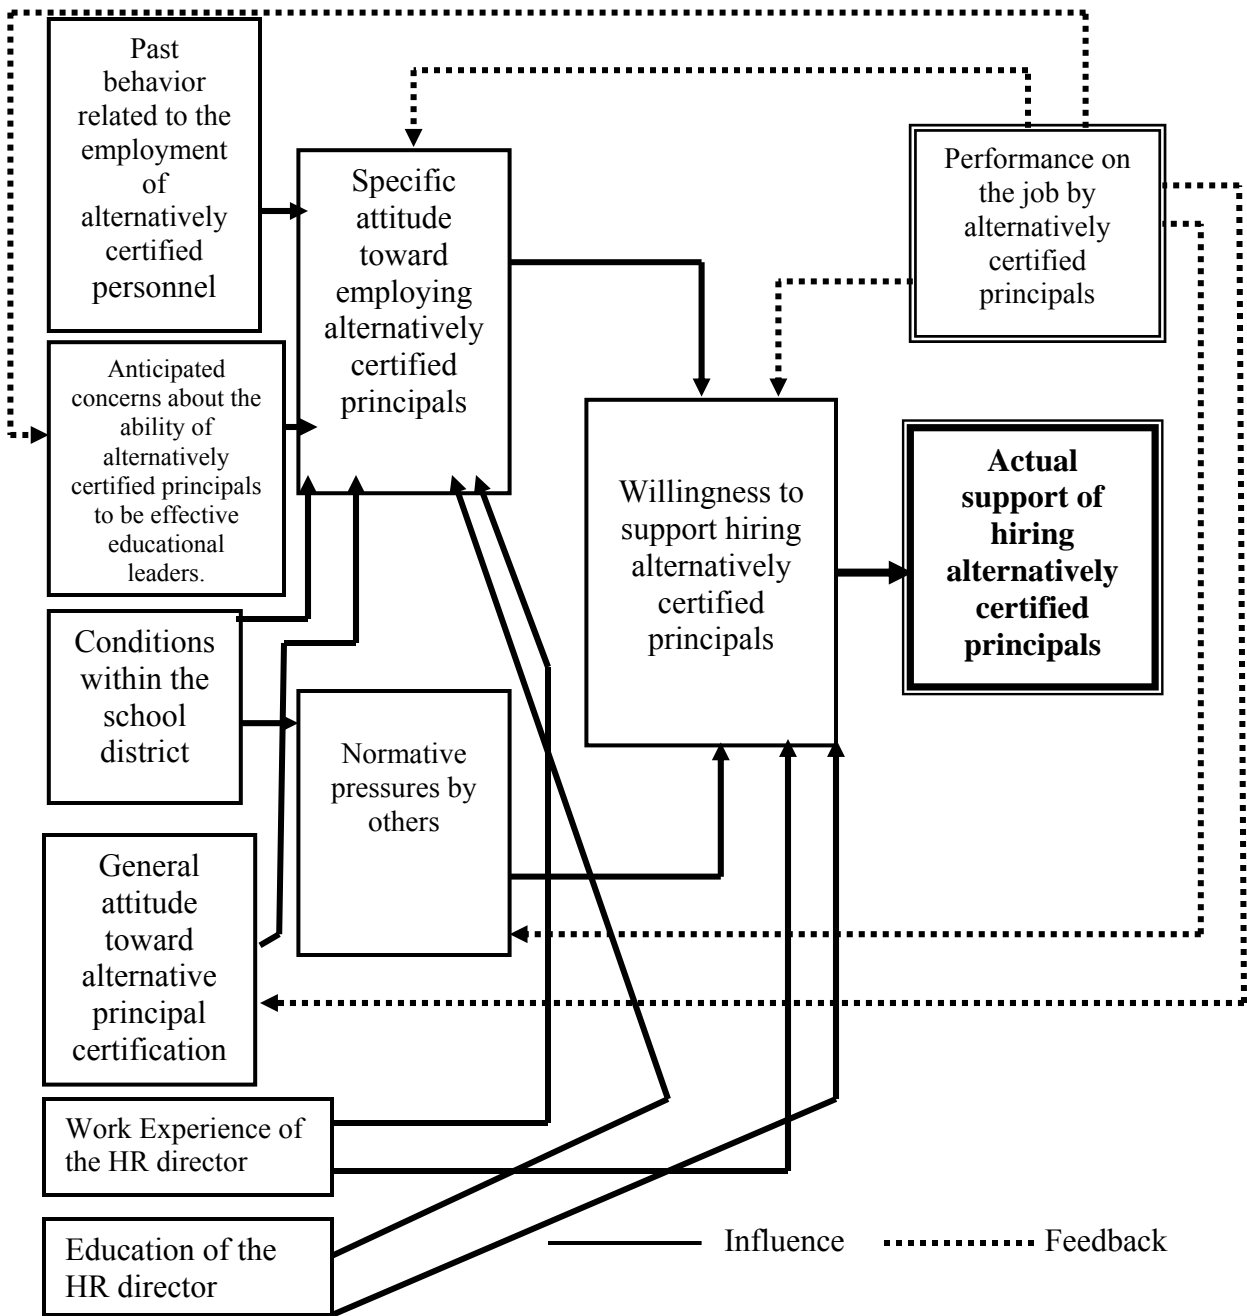 Past
behavior
related to the
employment
of
alternatively
certified
personnel
Specific
attitude
toward
employing
alternatively
certified
principals
Performance on
the job by
alternatively
certified
principals
Anticipated
concerns about the
ability of
alternatively
certified principals
to be effective
educational
leaders.
Willingness to
support hiring
alternatively
certified
principals
Actual
support of
hiring
alternatively
certified
principals
Conditions
within the
school
district
Normative
pressures by
others
General
attitude
toward
alternative
principal
certification
Work Experience of
the HR director
Education of the
HR director
Influence
Feedback